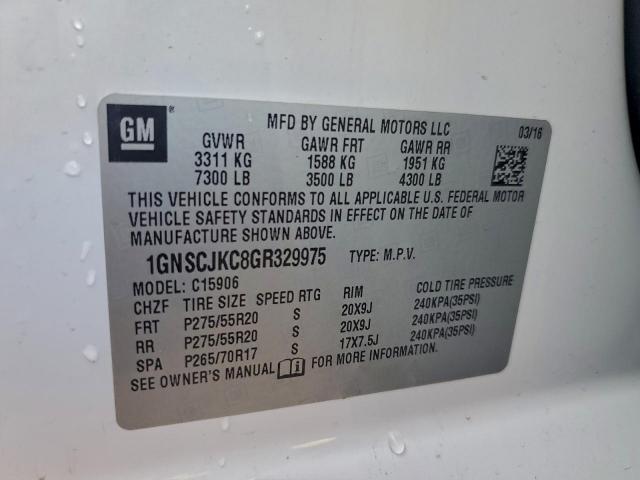 GM
MFD BY GENERAL MOTORS LLC 03/16
GVWR GAWR FRT GAWR RR
3311 KG 1588 KG 1951 KG
7300 LB 3500 LB 4300 LB
THIS VEHICLE CONFORMS TO ALL APPLICABLE U.S. FEDERAL MOTOR
VEHICLE SAFETY STANDARDS IN EFFECT ON THE DATE OF
MANUFACTURE SHOWN ABOVE.
1GNSCJKC8GR329975 TYPE: M.P.V.
MODEL: C15906
CHZF TIRE SIZE SPEED RTG RIM COLD TIRE PRESSURE
FRT P275/55R20 S 20X9J 240KPA(35PSI)
RR P275/55R20 S 20X9J 240KPA(35PSI)
SPA P265/70R17 S 17X7.5J 240KPA(35PSI)
SEE OWNER'S MANUAL FOR MORE INFORMATION